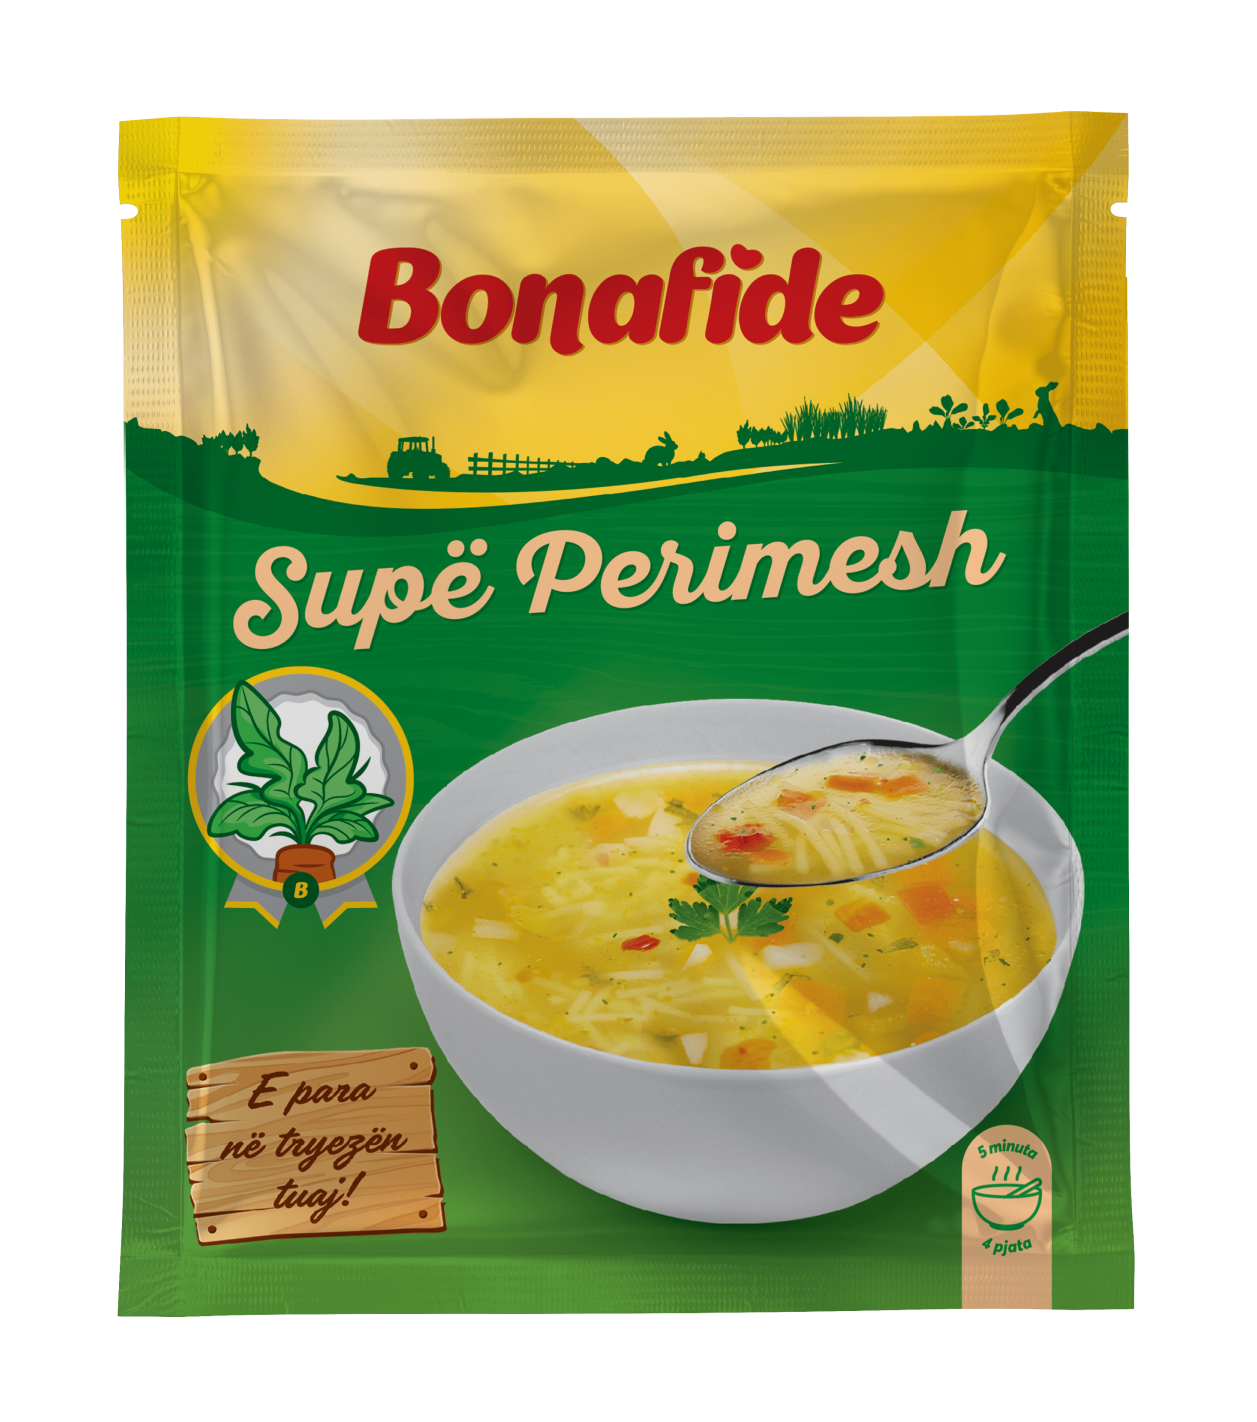 Bonafide
Supë Perimesh
B
E para
në tryezën
tuaj!
5 minuta
4 pjata